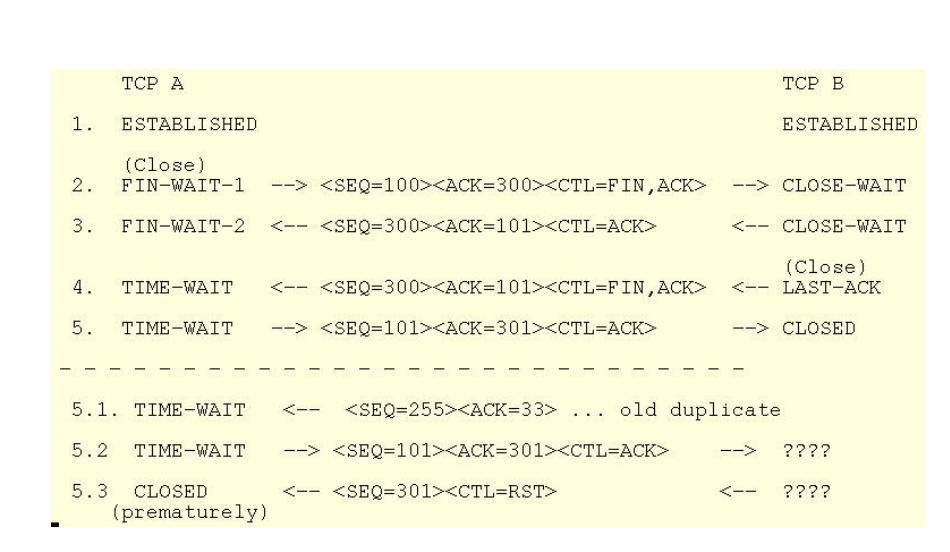 TCP A TCP B
1. ESTABLISHED ESTABLISHED
(Close)
2. FIN-WAIT-1 --> <SEQ=100><ACK=300><CTL=FIN,ACK> --> CLOSE-WAIT
3. FIN-WAIT-2 <-- <SEQ=300><ACK=101><CTL=ACK> <-- CLOSE-WAIT
(Close)
4. TIME-WAIT <-- <SEQ=300><ACK=101><CTL=FIN,ACK> <-- LAST-ACK
5. TIME-WAIT --> <SEQ=101><ACK=301><CTL=ACK> --> CLOSED
- - - - - - - - - - - - - - - - - - - - - - - - - - - -
5.1. TIME-WAIT <-- <SEQ=255><ACK=33> ... old duplicate
5.2 TIME-WAIT --> <SEQ=101><ACK=301><CTL=ACK> --> ????
5.3 CLOSED <-- <SEQ=301><CTL=RST> <-- ????
(prematurely)